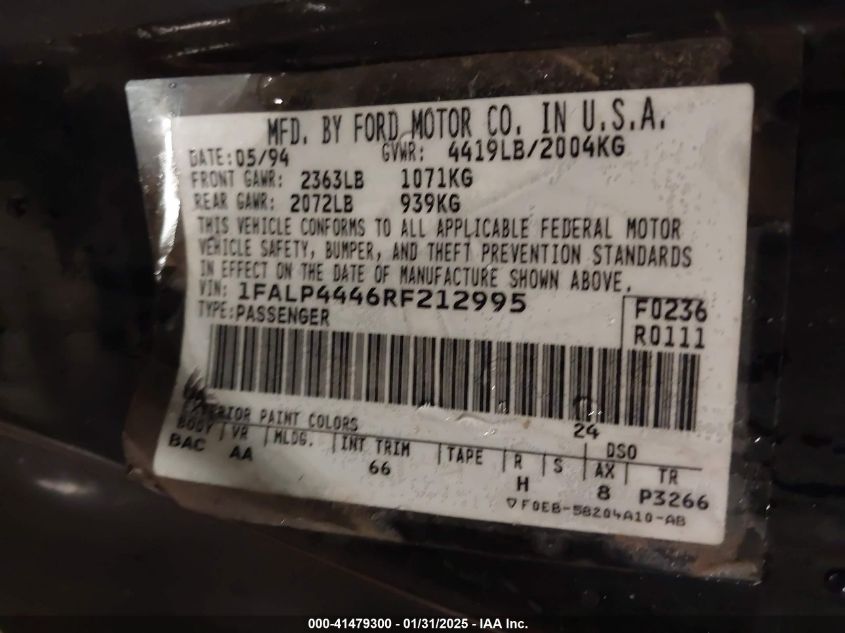 MFD. BY FORD MOTOR CO. IN U.S.A.
DATE: 05/94 GVWR: 4419LB/2004KG
FRONT GAWR: 2363LB 1071KG
REAR GAWR: 2072LB 939KG
THIS VEHICLE CONFORMS TO ALL APPLICABLE FEDERAL MOTOR
VEHICLE SAFETY, BUMPER, AND THEFT PREVENTION STANDARDS
IN EFFECT ON THE DATE OF MANUFACTURE SHOWN ABOVE.
VIN: 1FALP4446RF212995
TYPE: PASSENGER
F0236
R0111
EXTERIOR PAINT COLORS 24 DSO
BODY VR MLDG. INT TRIM TAPE R S AX TR
BAC AA 66 H 8 P3266
▽ F0EB-5B204A10-AB
000-41479300 - 01/31/2025 - IAA Inc.